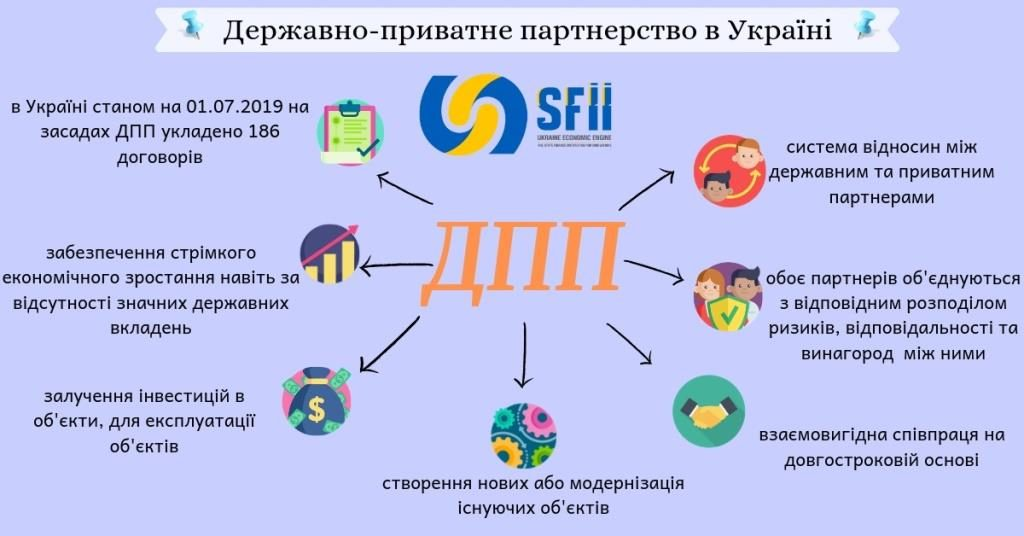 Державно-приватне партнерство в Україні
SFII
UKRAINE ECONOMIC ENGINE
в Україні станом на 01.07.2019 на
засадах ДПП укладено 186
договорів
система відносин між
державним та приватним
партнерами
ДПП
забезпечення стрімкого
економічного зростання навіть за
відсутності значних державних
вкладень
обоє партнерів об'єднуються
з відповідним розподілом
ризиків, відповідальності та
винагород між ними
залучення інвестицій в
об'єкти, для експлуатації
об'єктів
$
взаємовигідна співпраця на
довгостроковій основі
створення нових або модернізація
існуючих об'єктів